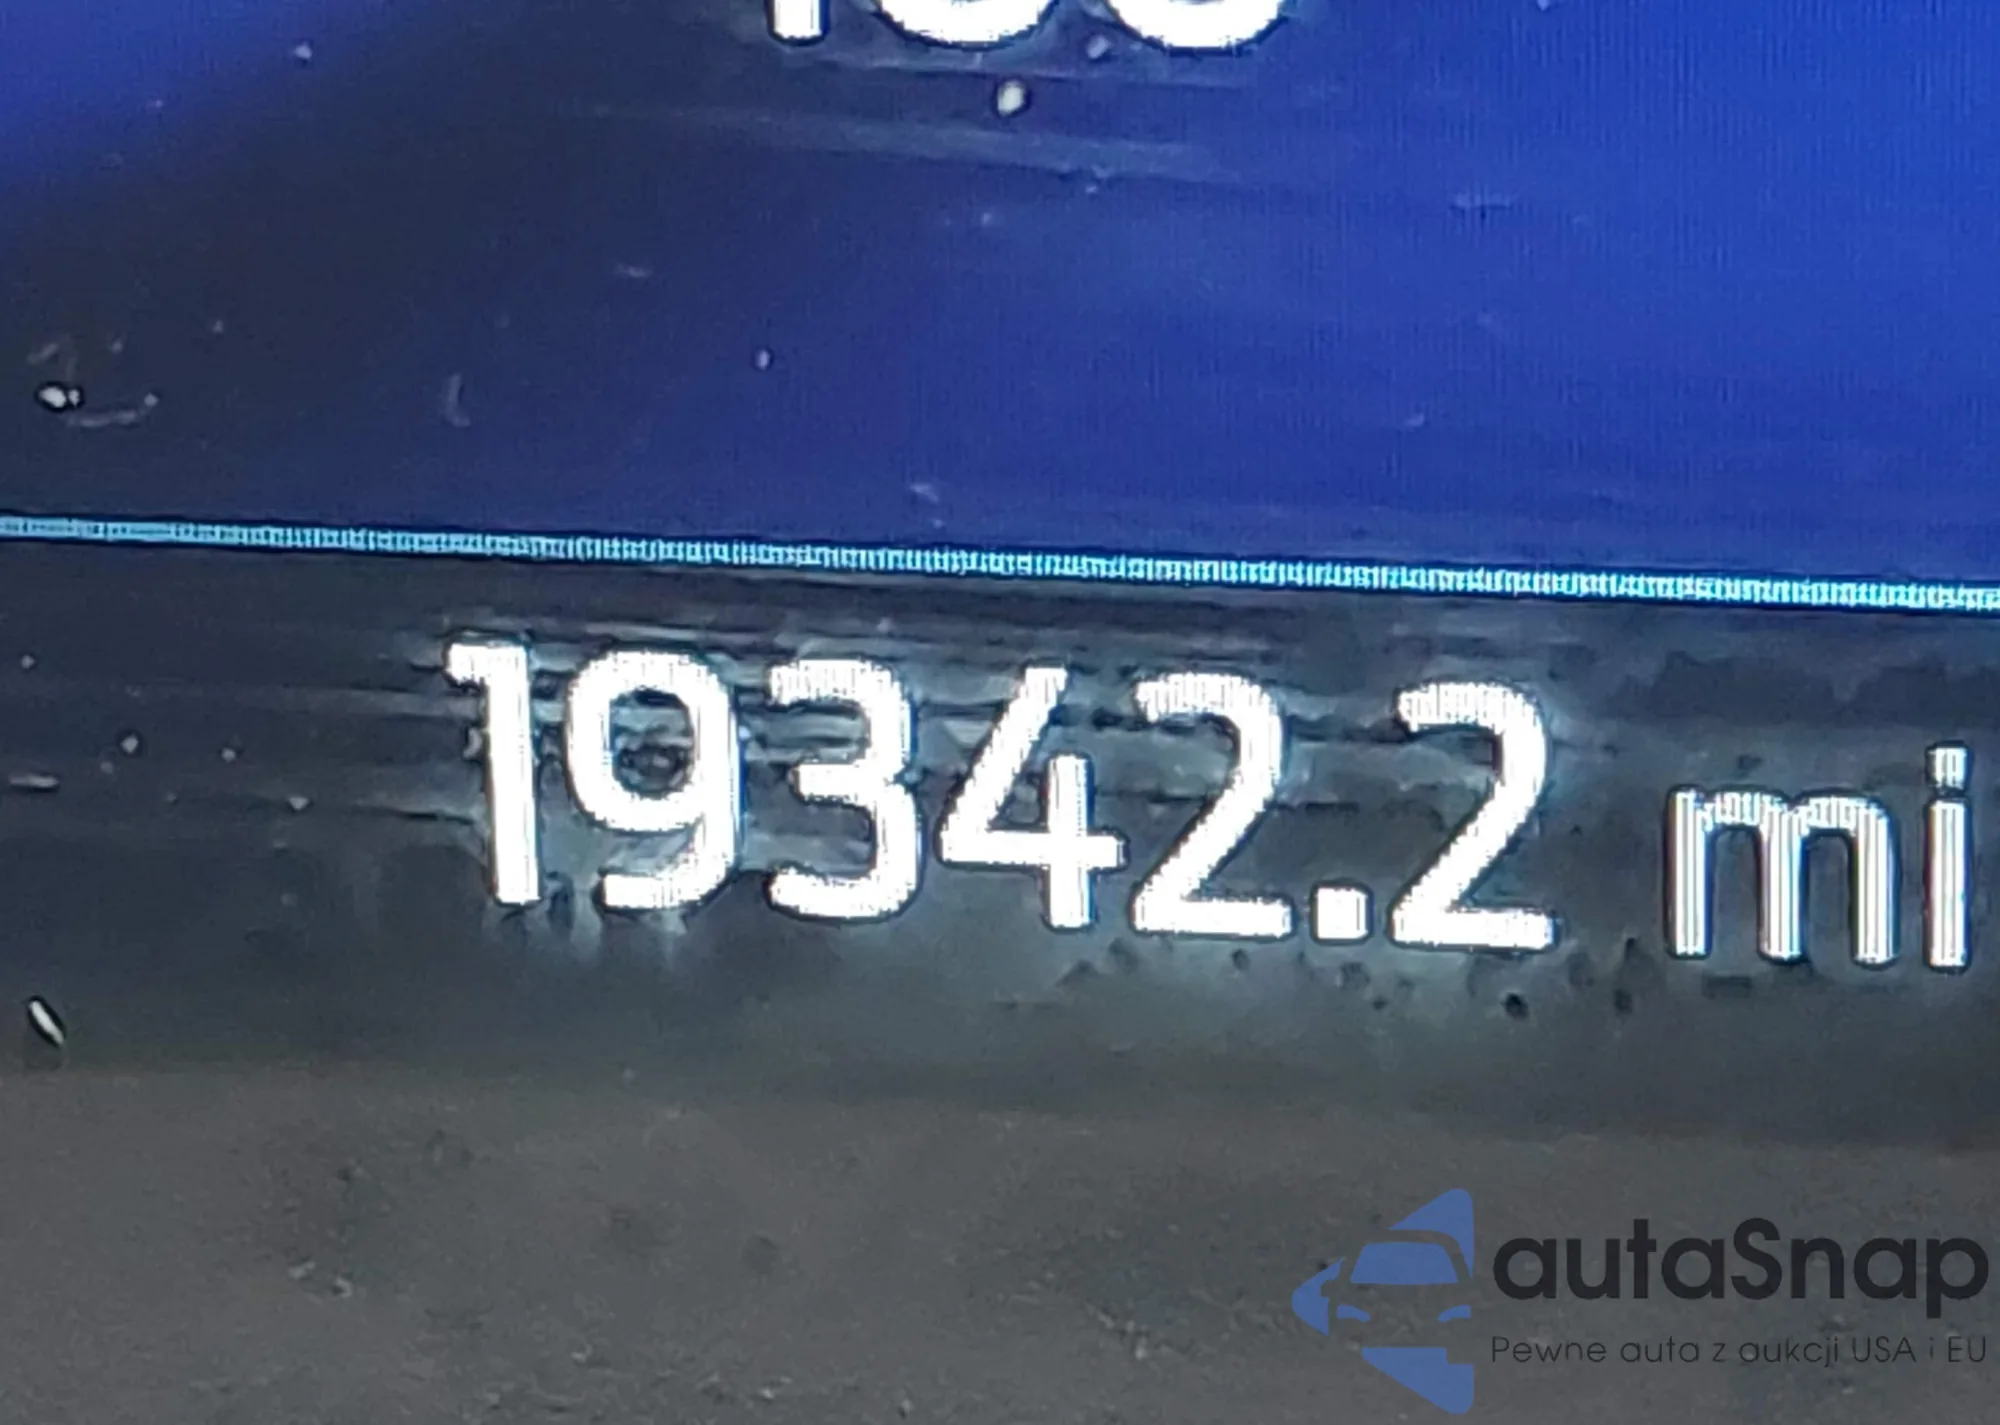 19342.2 mi
autaSnap
Pewne auta z aukcji USA i EU